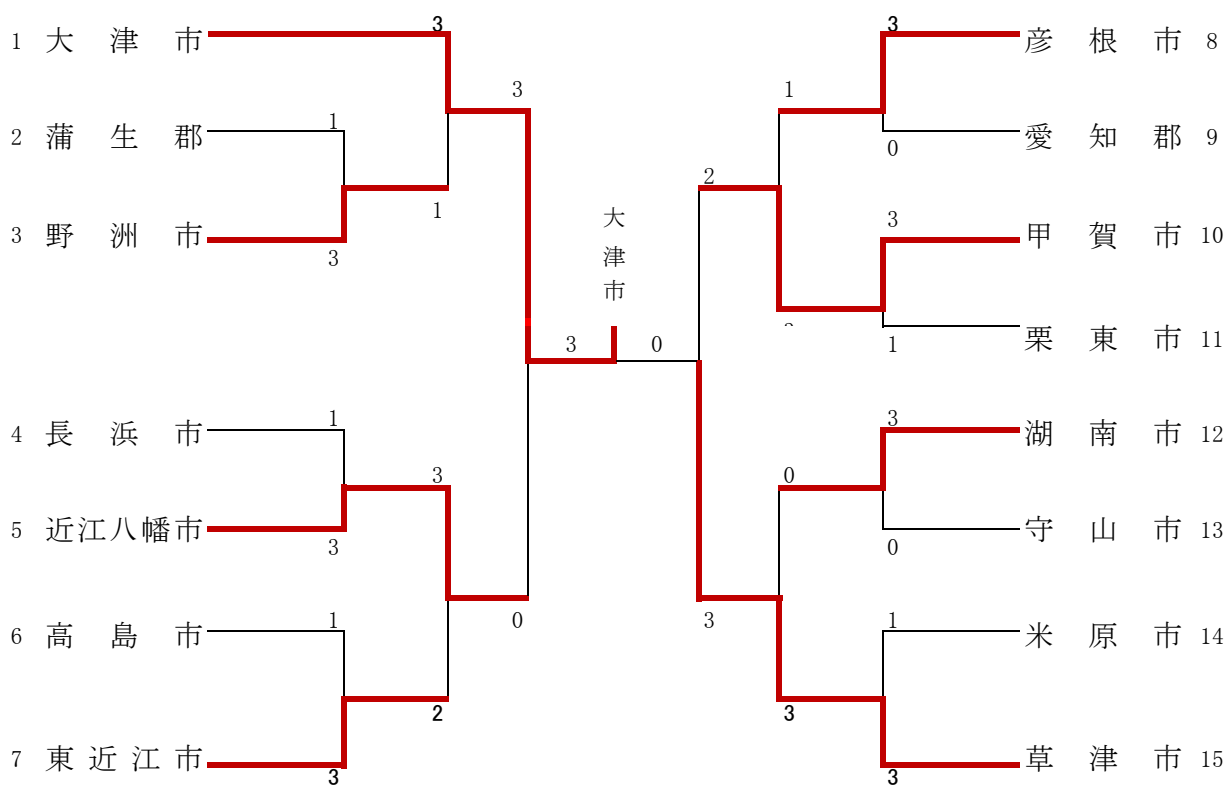 1 大津市
3
3
2 蒲生郡
1
1
3 野洲市
3
4 長浜市
1
3
5 近江八幡市
3
0
6 高島市
1
2
7 東近江市
3
大津市
3
0
彦根市 8
3
1
愛知郡 9
0
2
甲賀市 10
3
栗東市 11
1
湖南市 12
3
0
守山市 13
0
3
米原市 14
1
3
草津市 15
3